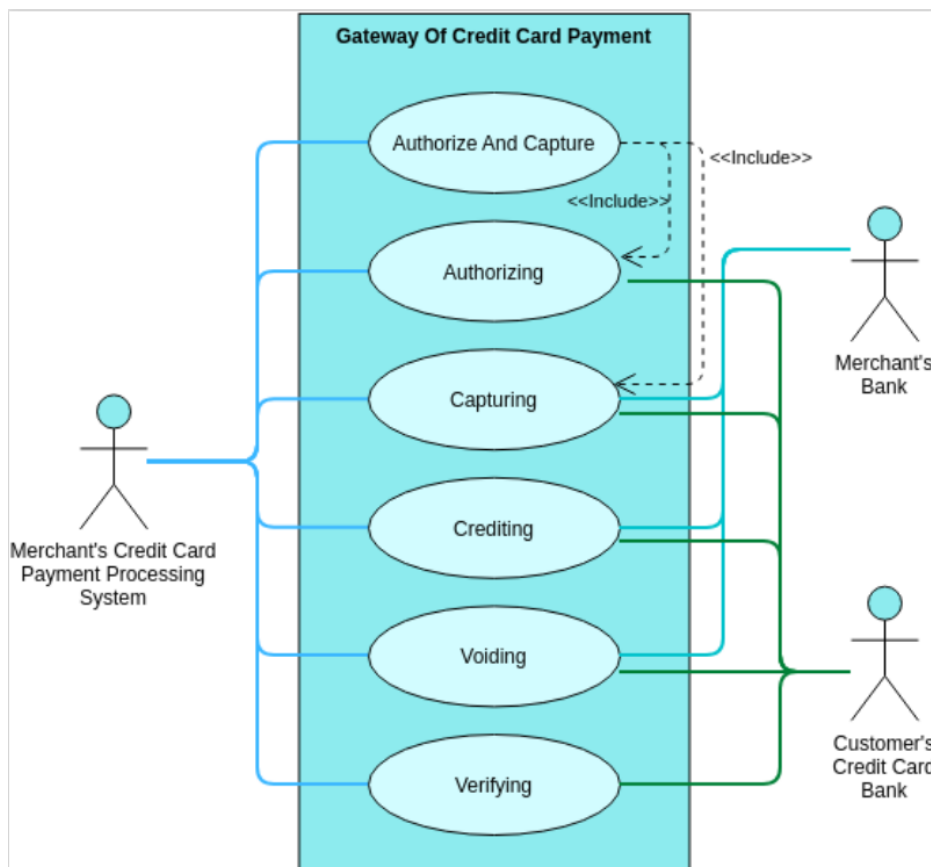 Gateway Of Credit Card Payment
Authorize And Capture
<<Include>>
<<Include>>
Authorizing
Capturing
Crediting
Voiding
Verifying
Merchant's Credit Card
Payment Processing
System
Merchant's
Bank
Customer's
Credit Card
Bank